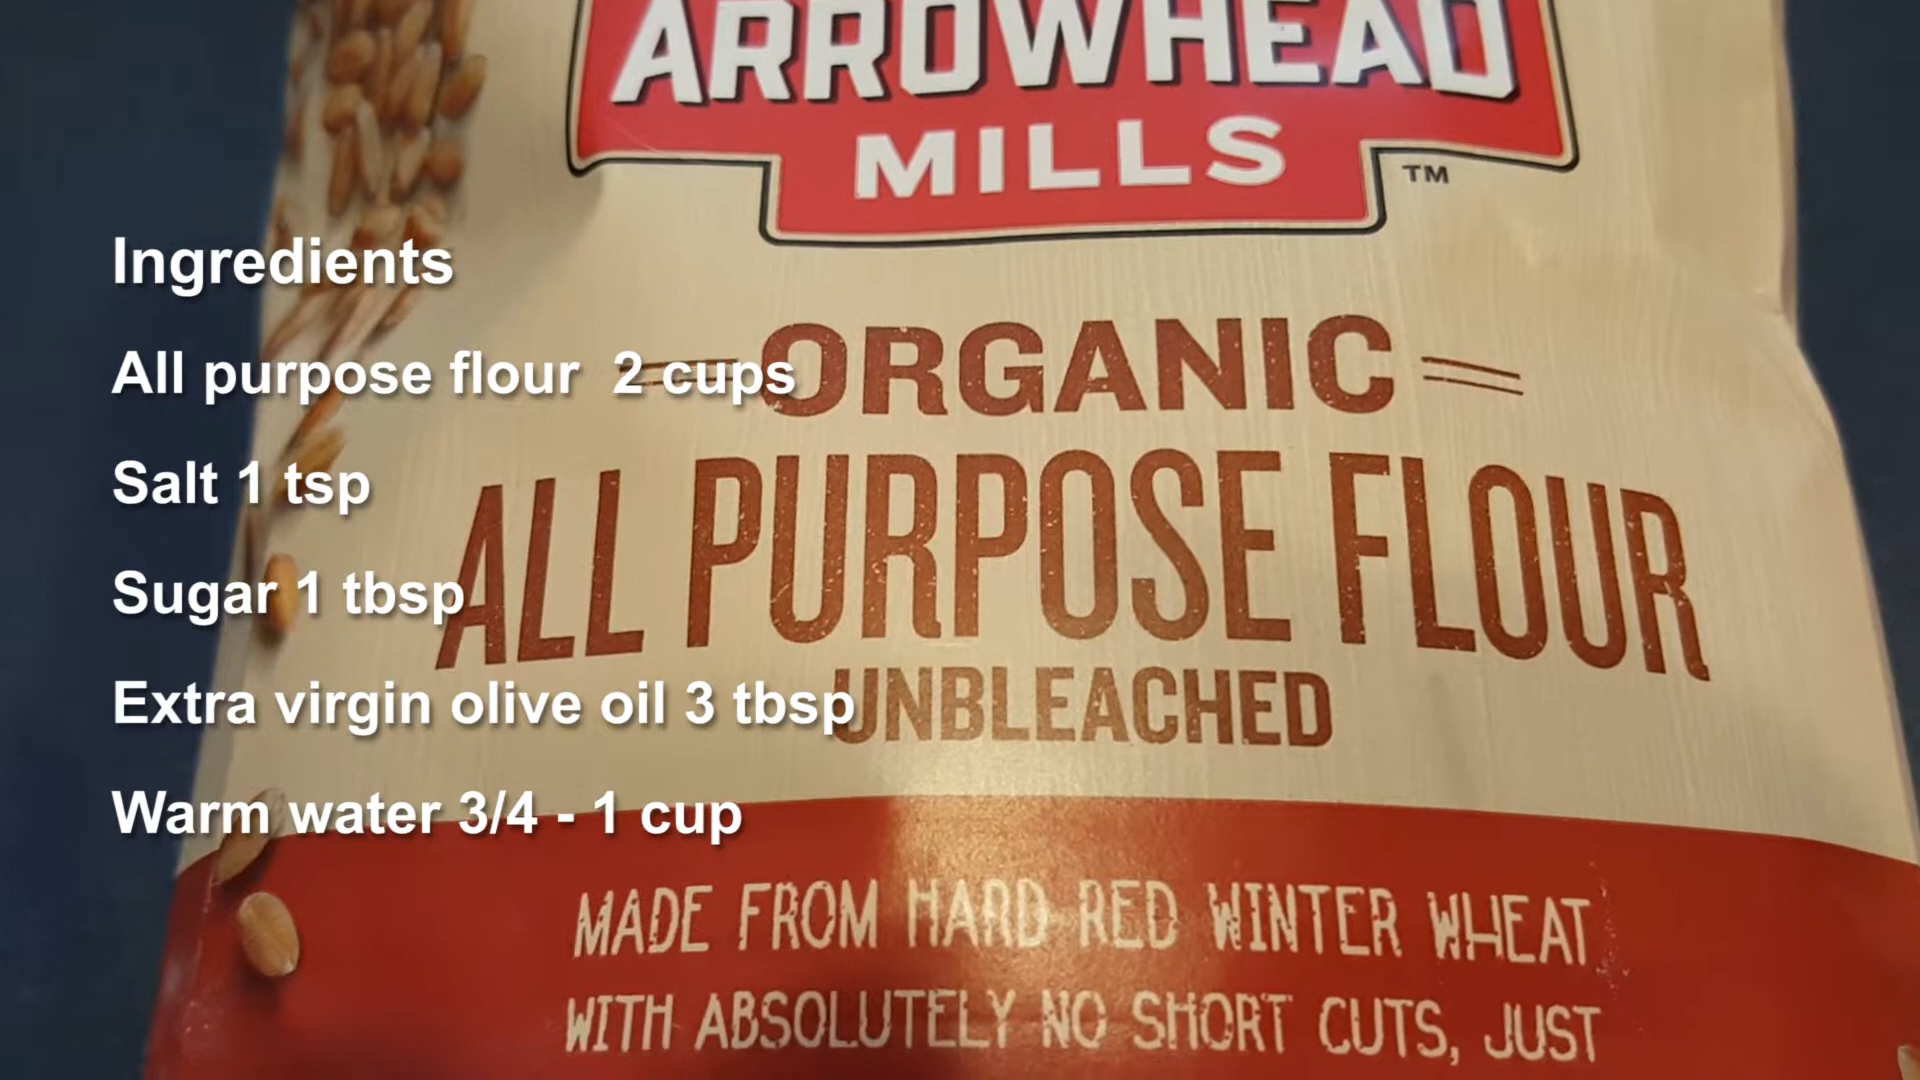 ARROWHEAD
MILLS
TM
Ingredients
All purpose flour 2 cups
Salt 1 tsp
Sugar 1 tbsp
Extra virgin olive oil 3 tbsp
Warm water 3/4 - 1 cup
ORGANIC
ALL PURPOSE FLOUR
UNBLEACHED
MADE FROM HARD RED WINTER WHEAT
WITH ABSOLUTELY NO SHORT CUTS, JUST